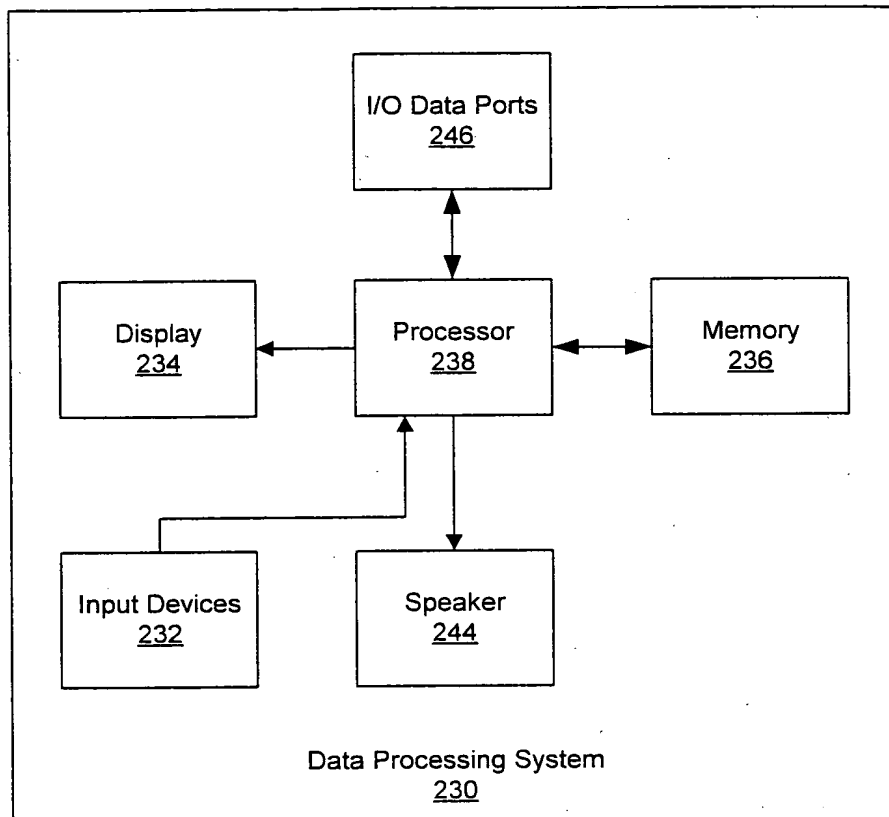 I/O Data Ports
246
Display
234
Processor
238
Memory
236
Input Devices
232
Speaker
244
Data Processing System
230